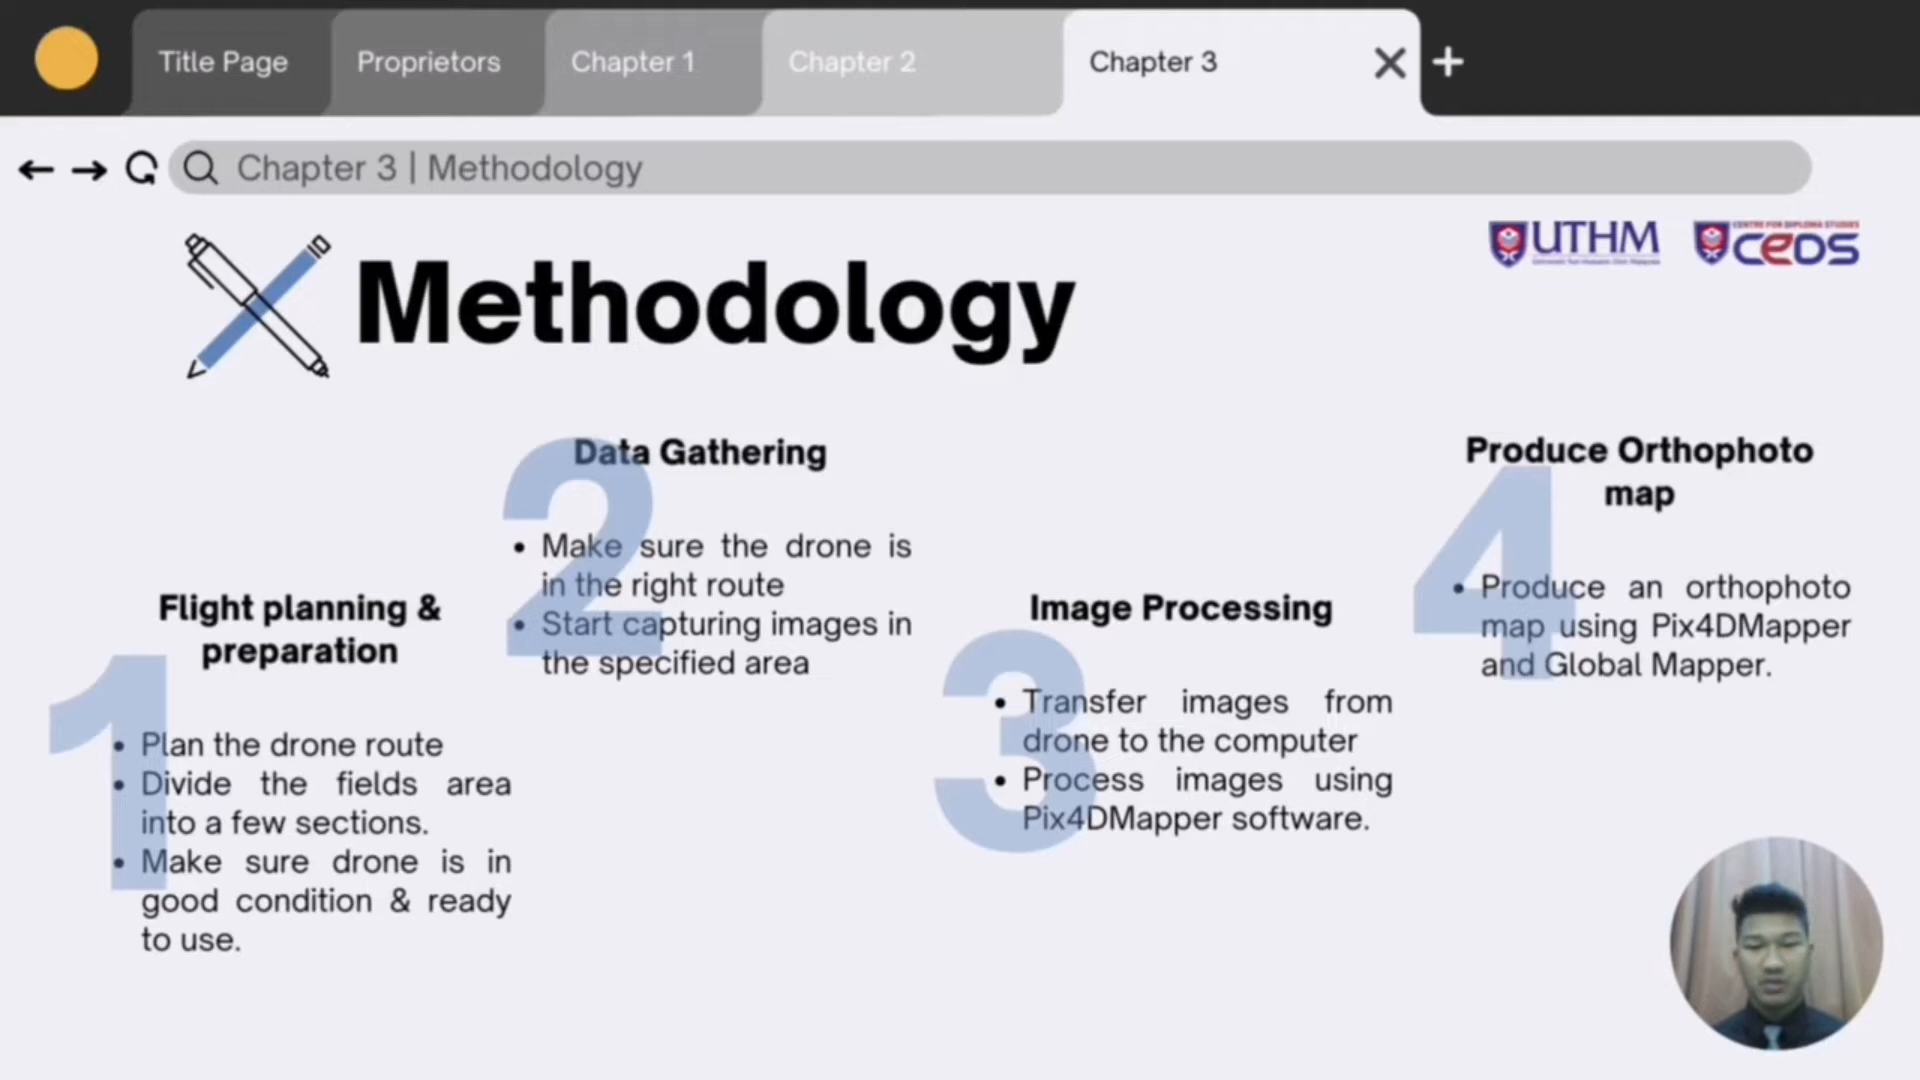 Title Page
Proprietors
Chapter 1
Chapter 2
Chapter 3
Chapter 3 | Methodology
UTHM
CENTRE FOR DIPLOMA STUDIES
CeDS
Methodology
1
Flight planning &
preparation
• Plan the drone route
• Divide the fields area
into a few sections.
• Make sure drone is in
good condition & ready
to use.
2
Data Gathering
• Make sure the drone is
in the right route
• Start capturing images in
the specified area
3
Image Processing
• Transfer images from
drone to the computer
• Process images using
Pix4DMapper software.
4
Produce Orthophoto
map
• Produce an orthophoto
map using Pix4DMapper
and Global Mapper.